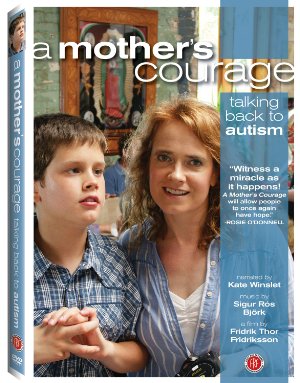 a mother's courage
talking
back to
autism
"Witness a
miracle as
it happens!
A Mother's Courage
will allow people
to once again
have hope."
-ROSIE O'DONNELL
narrated by
Kate Winslet
music by
Sigur Rós
Björk
a film by
Fridrik Thor
Fridriksson
a mother's courage talking back to autism
DVD